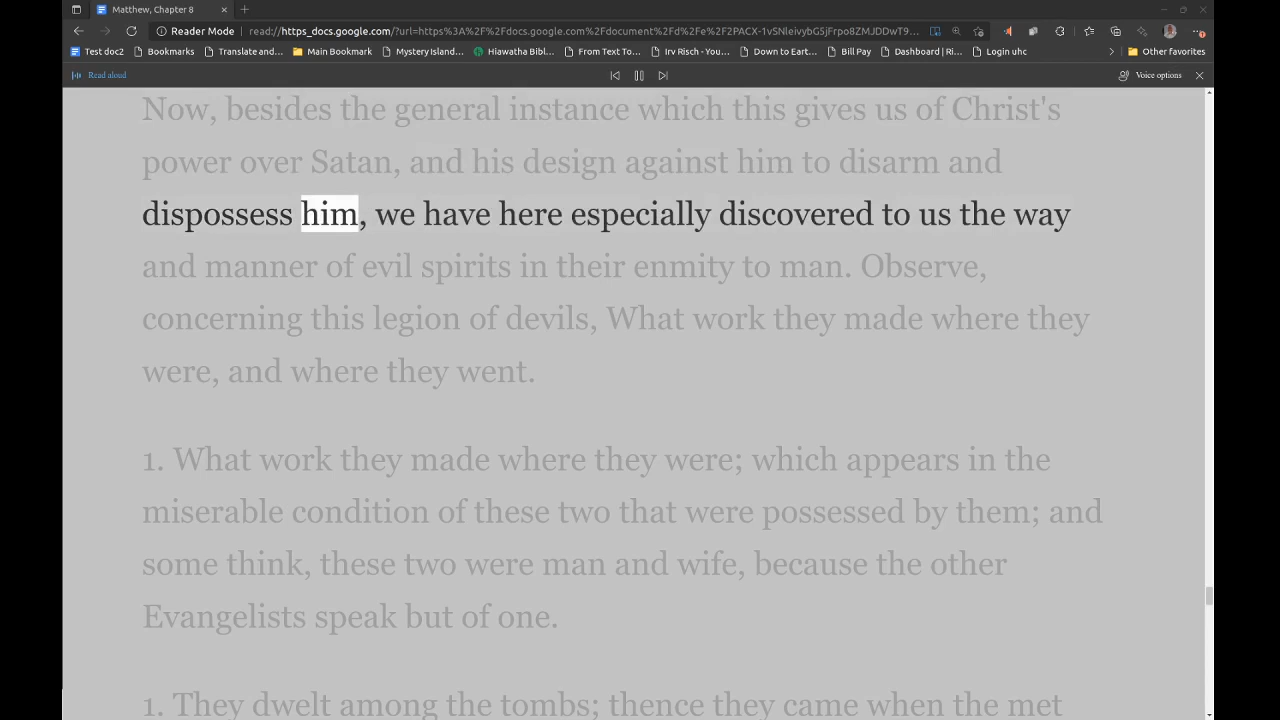 Matthew, Chapter 8
Reader Mode read://https_docs.google.com/?url=https%3A%2F%2Fdocs.google.com%2Fdocument%2Fd%2Fe%2F2PACX-1vSNleivybG5jFrpo8ZMJDDwT9...
Test doc2 Bookmarks Translate and... Main Bookmark Mystery Island... Hiawatha Bibl... From Text To... Irv Risch - You... Down to Eart... Bill Pay Dashboard | Ri... Login uhc Other favorites
Read aloud Voice options
Now, besides the general instance which this gives us of Christ's
power over Satan, and his design against him to disarm and
dispossess him, we have here especially discovered to us the way
and manner of evil spirits in their enmity to man. Observe,
concerning this legion of devils, What work they made where they
were, and where they went.
1. What work they made where they were; which appears in the
miserable condition of these two that were possessed by them; and
some think, these two were man and wife, because the other
Evangelists speak but of one.
1. They dwelt among the tombs; thence they came when the met